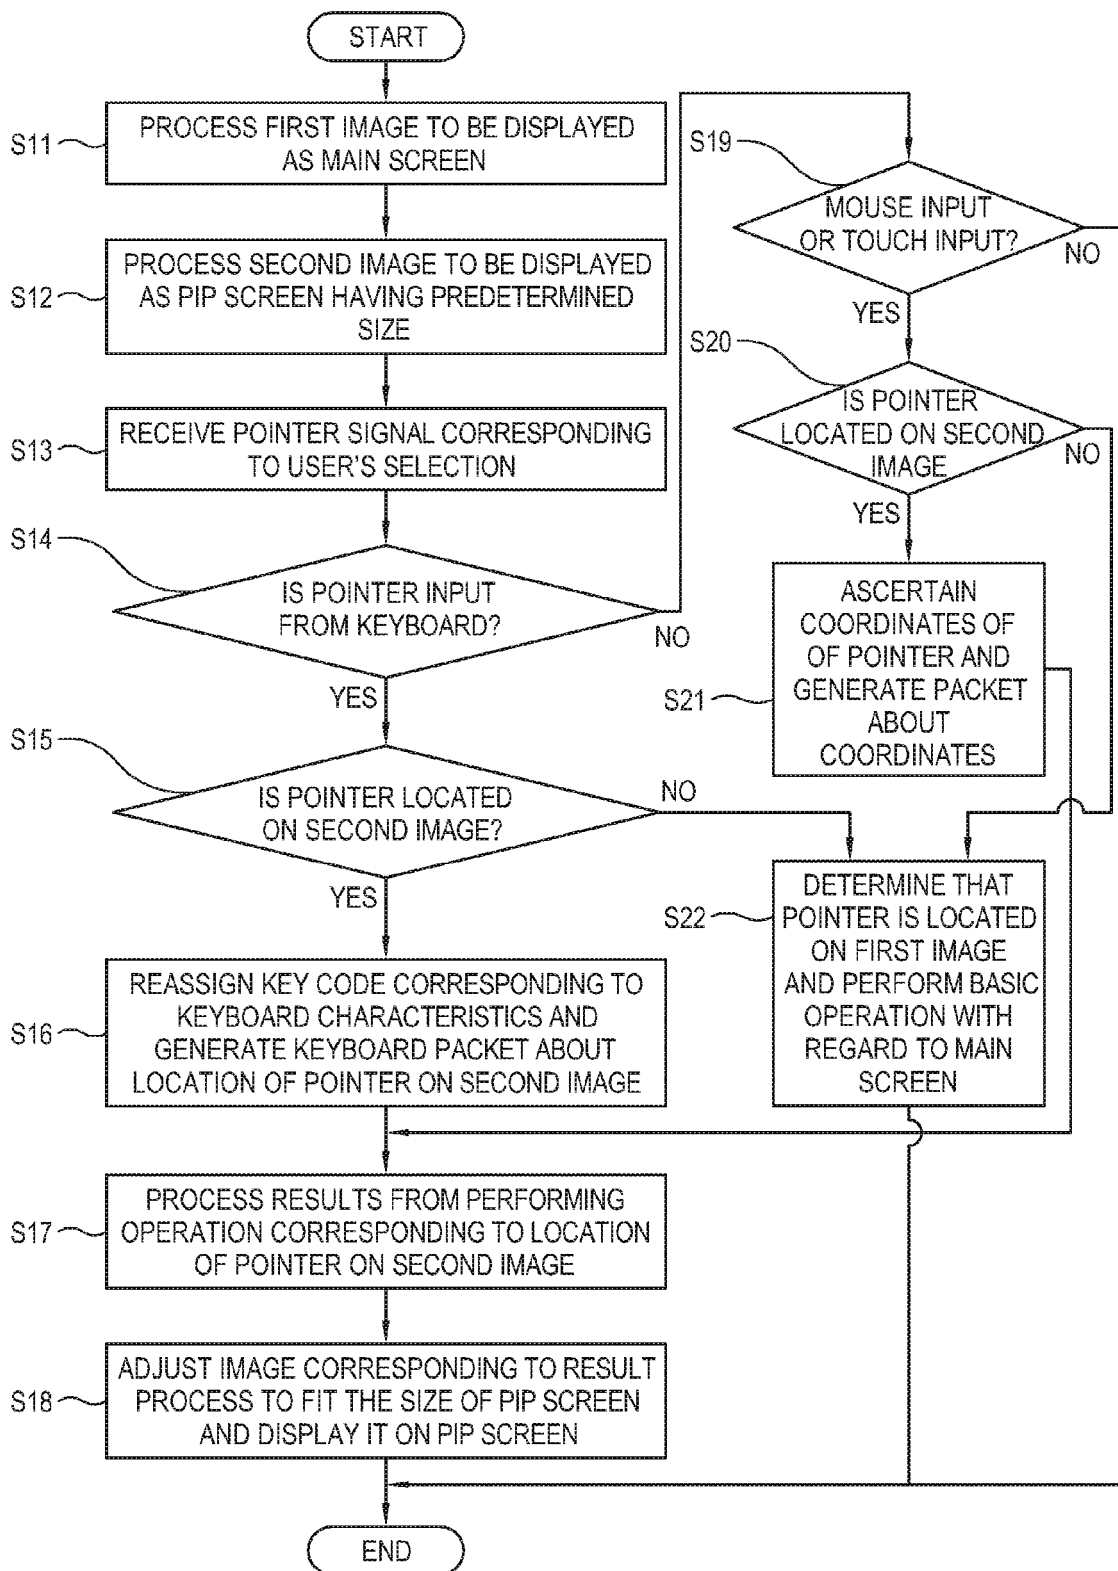 START
S11
PROCESS FIRST IMAGE TO BE DISPLAYED
AS MAIN SCREEN
S12
PROCESS SECOND IMAGE TO BE DISPLAYED
AS PIP SCREEN HAVING PREDETERMINED
SIZE
S13
RECEIVE POINTER SIGNAL CORRESPONDING
TO USER'S SELECTION
S14
IS POINTER INPUT
FROM KEYBOARD?
NO
YES
S15
IS POINTER LOCATED
ON SECOND IMAGE?
NO
YES
S16
REASSIGN KEY CODE CORRESPONDING TO
KEYBOARD CHARACTERISTICS AND
GENERATE KEYBOARD PACKET ABOUT
LOCATION OF POINTER ON SECOND IMAGE
S17
PROCESS RESULTS FROM PERFORMING
OPERATION CORRESPONDING TO LOCATION
OF POINTER ON SECOND IMAGE
S18
ADJUST IMAGE CORRESPONDING TO RESULT
PROCESS TO FIT THE SIZE OF PIP SCREEN
AND DISPLAY IT ON PIP SCREEN
END
S19
MOUSE INPUT
OR TOUCH INPUT?
NO
YES
S20
IS POINTER
LOCATED ON SECOND
IMAGE
NO
YES
S21
ASCERTAIN
COORDINATES OF
OF POINTER AND
GENERATE PACKET
ABOUT
COORDINATES
S22
DETERMINE THAT
POINTER IS LOCATED
ON FIRST IMAGE
AND PERFORM BASIC
OPERATION WITH
REGARD TO MAIN
SCREEN